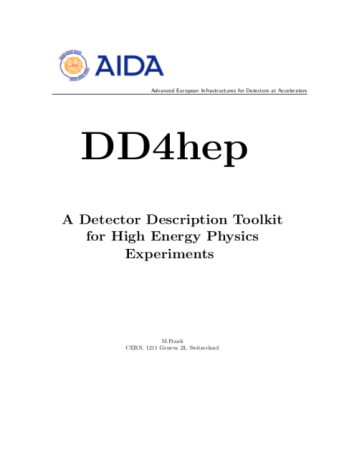 AIDA
Advanced European Infrastructures for Detectors at Accelerators
DD4hep
A Detector Description Toolkit
for High Energy Physics
Experiments
M.Frank
CERN, 1211 Geneva 23, Switzerland